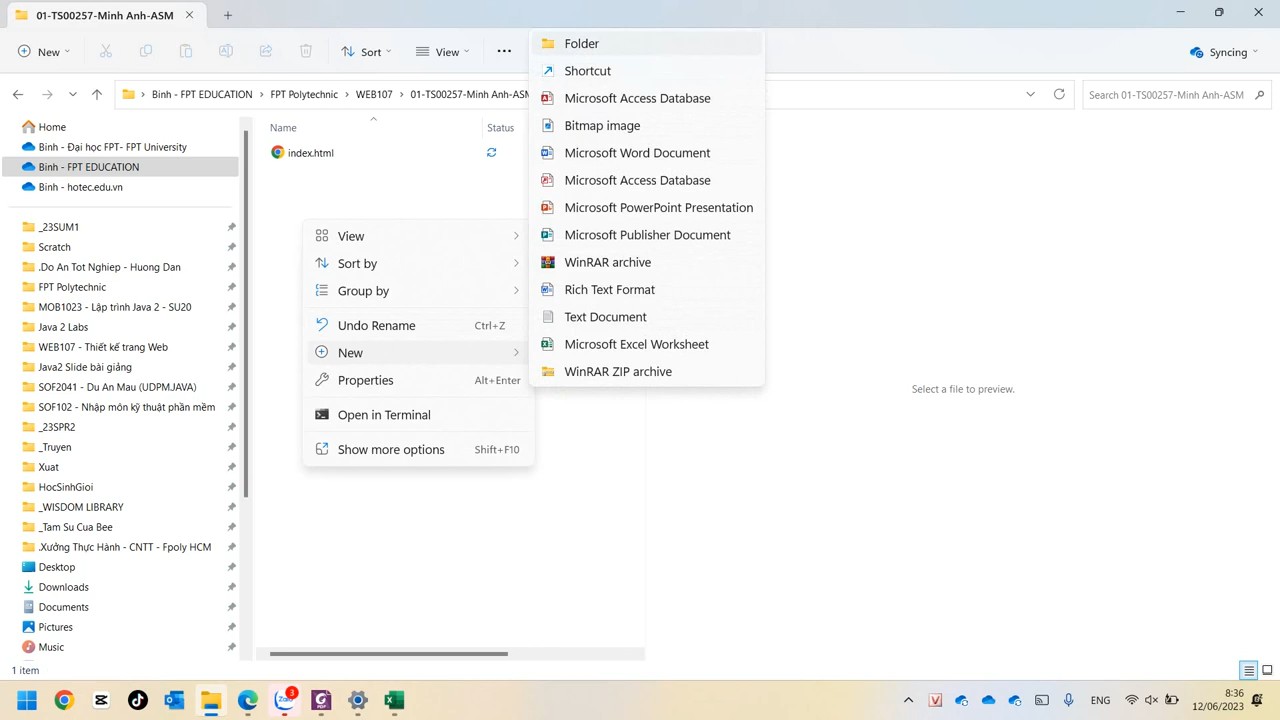 01-TS00257-Minh Anh-ASM
New
Sort
View
Syncing
Binh - FPT EDUCATION
FPT Polytechnic
WEB107
01-TS00257-Minh Anh-ASM
Search 01-TS00257-Minh Anh-ASM
Home
Binh - Đại học FPT- FPT University
Binh - FPT EDUCATION
Binh - hotec.edu.vn
_23SUM1
Scratch
.Do An Tot Nghiep - Huong Dan
FPT Polytechnic
MOB1023 - Lập trình Java 2 - SU20
Java 2 Labs
WEB107 - Thiết kế trang Web
Java2 Slide bài giảng
SOF2041 - Du An Mau (UDPMJAVA)
SOF102 - Nhập môn kỹ thuật phần mềm
_23SPR2
_Truyen
Xuat
HocSinhGioi
_WISDOM LIBRARY
_Tam Su Cua Bee
.Xưởng Thực Hành - CNTT - Fpoly HCM
Desktop
Downloads
Documents
Pictures
Music
Name
Status
index.html
View
Sort by
Group by
Undo Rename Ctrl+Z
New
Properties Alt+Enter
Open in Terminal
Show more options Shift+F10
Folder
Shortcut
Microsoft Access Database
Bitmap image
Microsoft Word Document
Microsoft Access Database
Microsoft PowerPoint Presentation
Microsoft Publisher Document
WinRAR archive
Rich Text Format
Text Document
Microsoft Excel Worksheet
WinRAR ZIP archive
Select a file to preview.
1 item
Zalo
3
PDF
ENG
8:36
12/06/2023